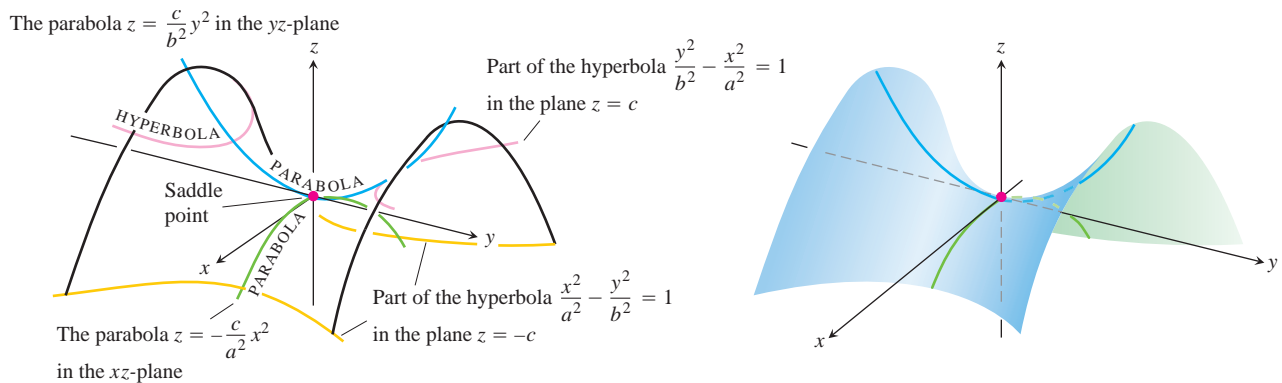 The parabola z = c/b² y² in the yz-plane
z
Part of the hyperbola y²/b² − x²/a² = 1
in the plane z = c
HYPERBOLA
PARABOLA
Saddle
point
PARABOLA
y
x
Part of the hyperbola x²/a² − y²/b² = 1
in the plane z = –c
The parabola z = −c/a² x²
in the xz-plane
z
y
x